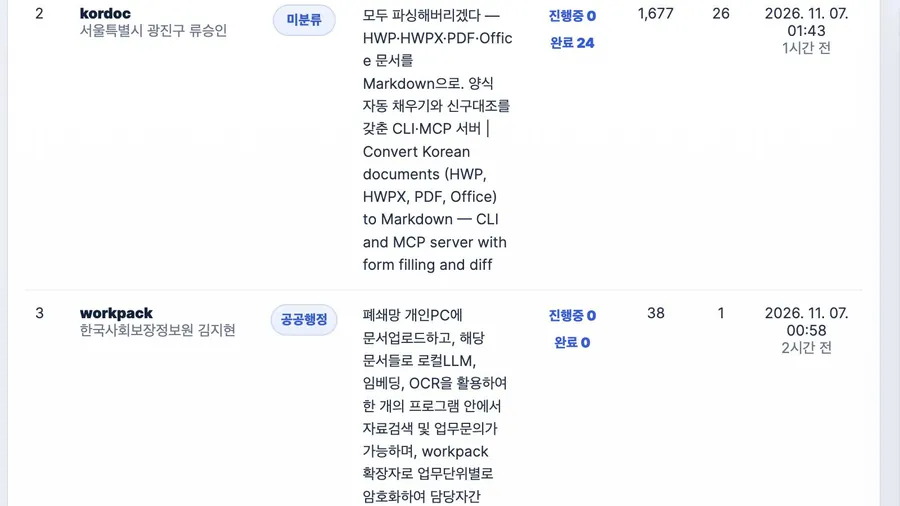 2
kordoc
서울특별시 광진구 류승인
미분류
모두 파싱해버리겠다 —
HWP·HWPX·PDF·Offic
e 문서를
Markdown으로. 양식
자동 채우기와 신구대조를
갖춘 CLI·MCP 서버 |
Convert Korean
documents (HWP,
HWPX, PDF, Office)
to Markdown — CLI
and MCP server with
form filling and diff
진행중 0
완료 24
1,677
26
2026. 11. 07.
01:43
1시간 전
3
workpack
한국사회보장정보원 김지현
공공행정
폐쇄망 개인PC에
문서업로드하고, 해당
문서들로 로컬LLM,
임베딩, OCR을 활용하여
한 개의 프로그램 안에서
자료검색 및 업무문의가
가능하며, workpack
확장자로 업무단위별로
암호화하여 담당자간
진행중 0
완료 0
38
1
2026. 11. 07.
00:58
2시간 전